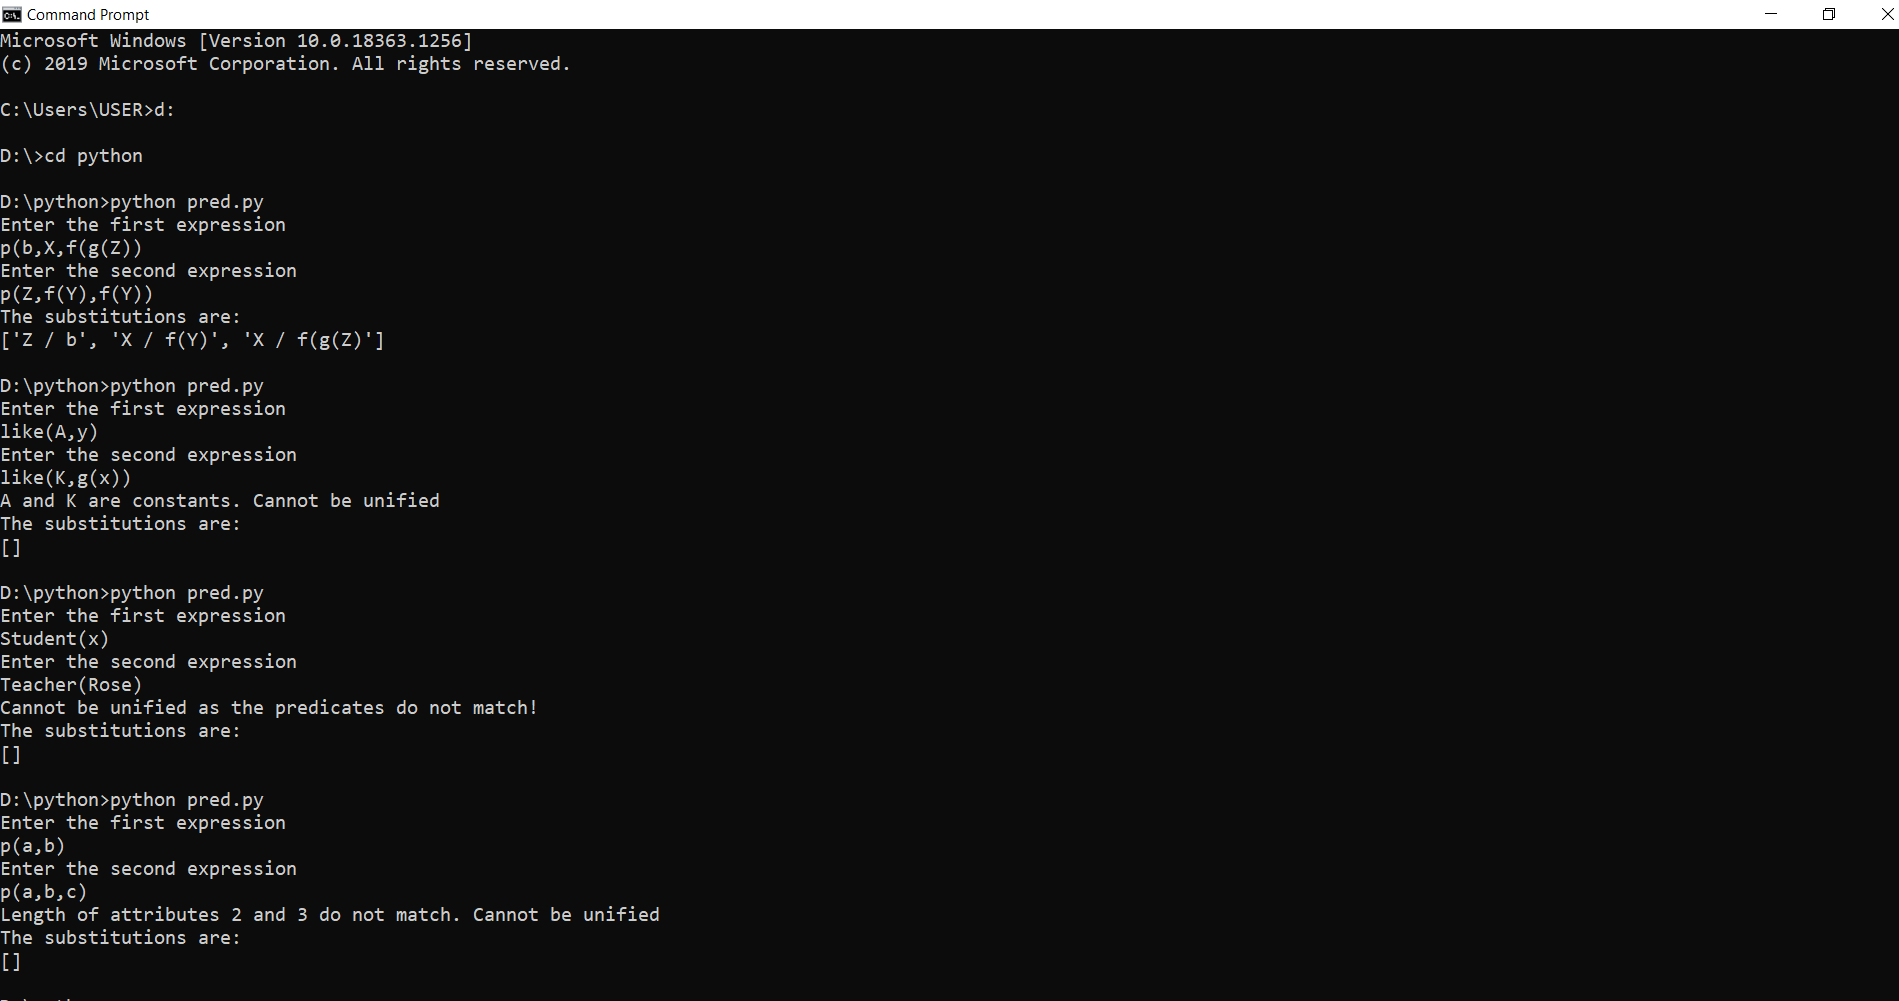 Command Prompt
Microsoft Windows [Version 10.0.18363.1256]
(c) 2019 Microsoft Corporation. All rights reserved.
C:\Users\USER>d:
D:\>cd python
D:\python>python pred.py
Enter the first expression
p(b,X,f(g(Z))
Enter the second expression
p(Z,f(Y),f(Y))
The substitutions are:
['Z / b', 'X / f(Y)', 'X / f(g(Z)']
D:\python>python pred.py
Enter the first expression
like(A,y)
Enter the second expression
like(K,g(x))
A and K are constants. Cannot be unified
The substitutions are:
[]
D:\python>python pred.py
Enter the first expression
Student(x)
Enter the second expression
Teacher(Rose)
Cannot be unified as the predicates do not match!
The substitutions are:
[]
D:\python>python pred.py
Enter the first expression
p(a,b)
Enter the second expression
p(a,b,c)
Length of attributes 2 and 3 do not match. Cannot be unified
The substitutions are:
[]